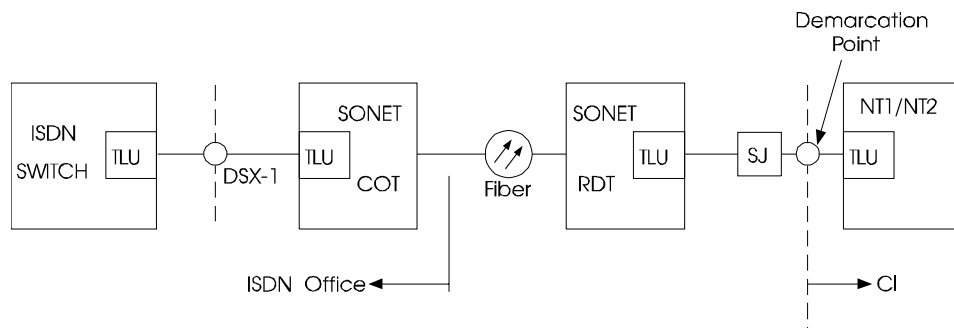 Demarcation
Point
ISDN
SWITCH
TLU
DSX-1
SONET
TLU
COT
Fiber
SONET
TLU
RDT
SJ
NT1/NT2
TLU
ISDN Office
CI